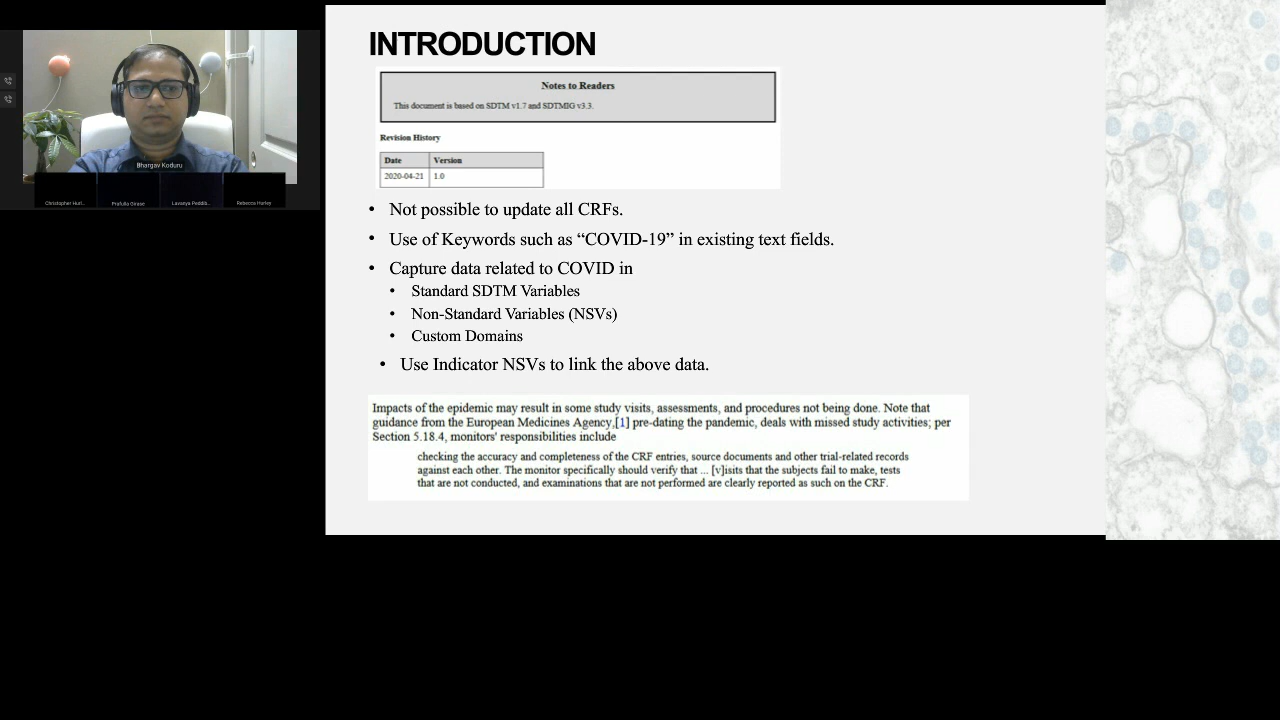 INTRODUCTION
Notes to Readers
This document is based on SDTM v1.7 and SDTMIG v3.3.
Revision History
Date Version
2020-04-21 1.0
• Not possible to update all CRFs.
• Use of Keywords such as “COVID-19” in existing text fields.
• Capture data related to COVID in
• Standard SDTM Variables
• Non-Standard Variables (NSVs)
• Custom Domains
• Use Indicator NSVs to link the above data.
Impacts of the epidemic may result in some study visits, assessments, and procedures not being done. Note that
guidance from the European Medicines Agency,[1] pre-dating the pandemic, deals with missed study activities; per
Section 5.18.4, monitors' responsibilities include
checking the accuracy and completeness of the CRF entries, source documents and other trial-related records
against each other. The monitor specifically should verify that ... [v]isits that the subjects fail to make, tests
that are not conducted, and examinations that are not performed are clearly reported as such on the CRF.
Bhargav Koduru
Christopher Hurl...
Prafulla Girase
Lavanya Peddib...
Rebecca Hurley